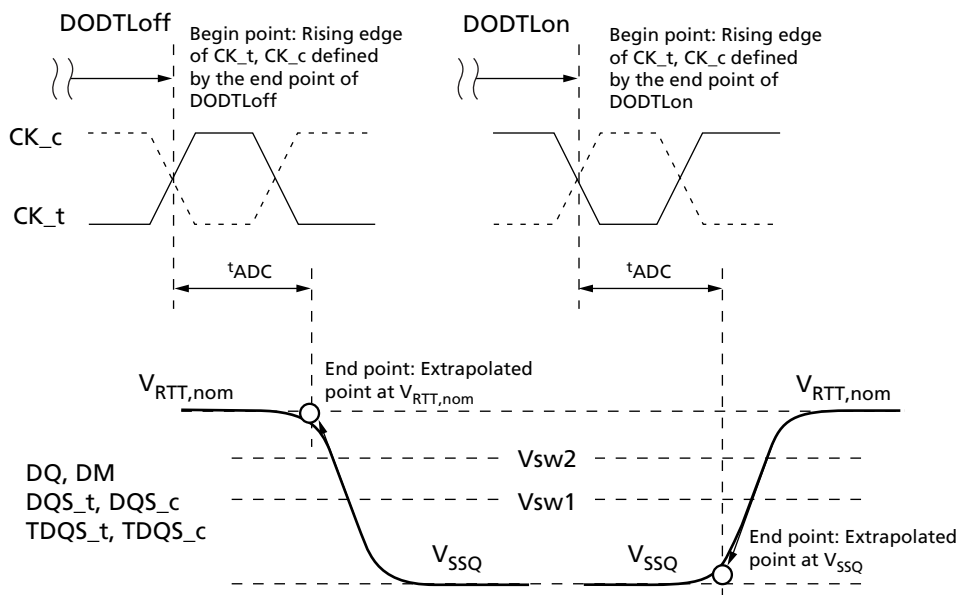 DODTLoff
Begin point: Rising edge
of CK_t, CK_c defined
by the end point of
DODTLoff
DODTLon
Begin point: Rising edge
of CK_t, CK_c defined
by the end point of
DODTLon
CK_c
CK_t
tADC
tADC
End point: Extrapolated
point at VRTT,nom
VRTT,nom
VRTT,nom
Vsw2
DQ, DM
DQS_t, DQS_c
TDQS_t, TDQS_c
Vsw1
VSSQ
VSSQ
End point: Extrapolated
point at VSSQ